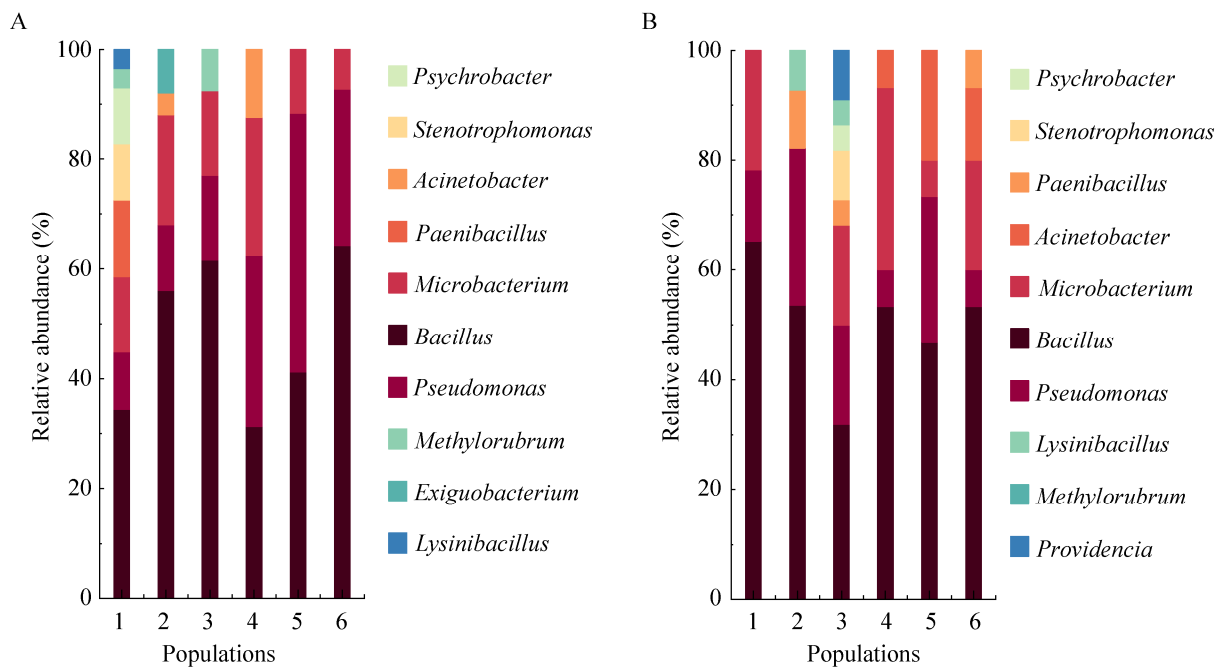 A
Relative abundance (%)
100
80
60
40
20
0
1 2 3 4 5 6
Populations
Psychrobacter
Stenotrophomonas
Acinetobacter
Paenibacillus
Microbacterium
Bacillus
Pseudomonas
Methylorubrum
Exiguobacterium
Lysinibacillus
B
Relative abundance (%)
100
80
60
40
20
0
1 2 3 4 5 6
Populations
Psychrobacter
Stenotrophomonas
Paenibacillus
Acinetobacter
Microbacterium
Bacillus
Pseudomonas
Lysinibacillus
Methylorubrum
Providencia